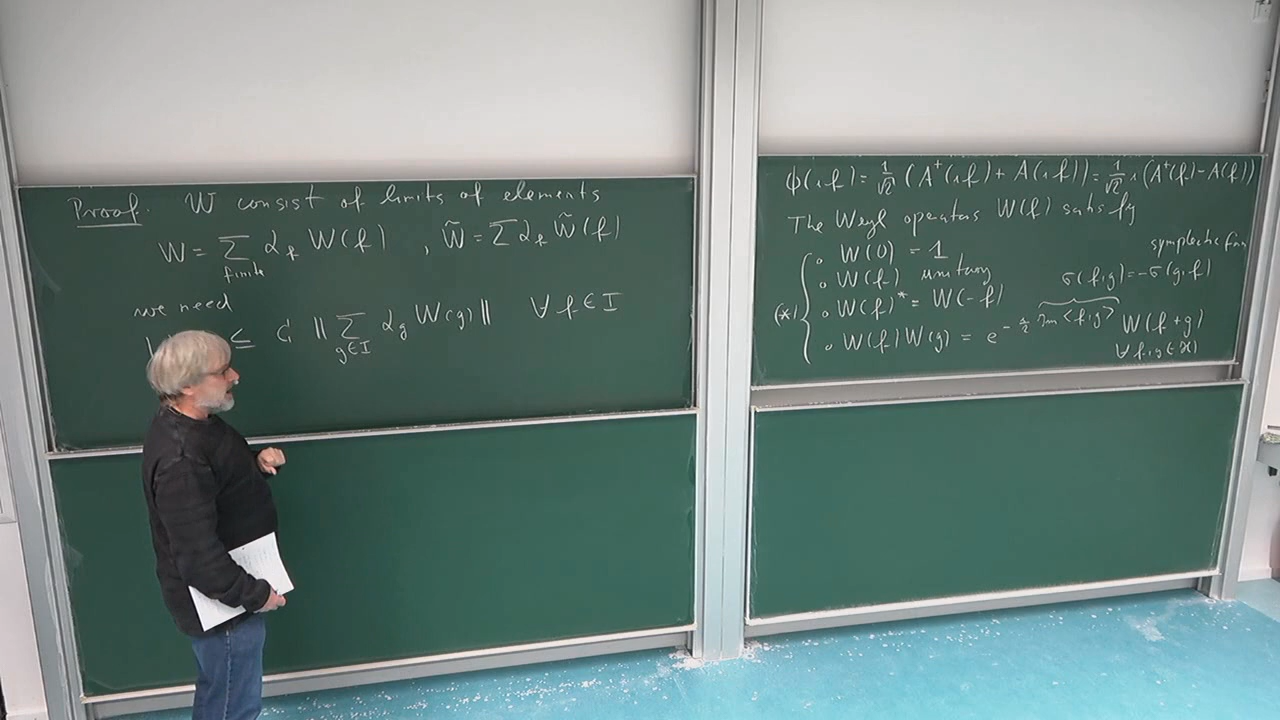 Proof. W consist of limits of elements
W = ∑_{finite} α_f W(f) , W̃ = ∑ α_f W̃(f)
we need
≤ C ‖ ∑_{g∈I} α_g W(g) ‖ ∀ f ∈ I
ϕ(if) = 1/√2 (A⁺(if) + A(if)) = 1/√2 i (A⁺(f) - A(f))
The Weyl operators W(f) satisfy
∘ W(0) = 1
symplectic form
∘ W(f) unitary
σ(f,g) = -σ(g,f)
(*) ∘ W(f)* = W(-f)
∘ W(f) W(g) = e^{-i/2 Im <f,g>} W(f+g)
∀ f,g ∈ H